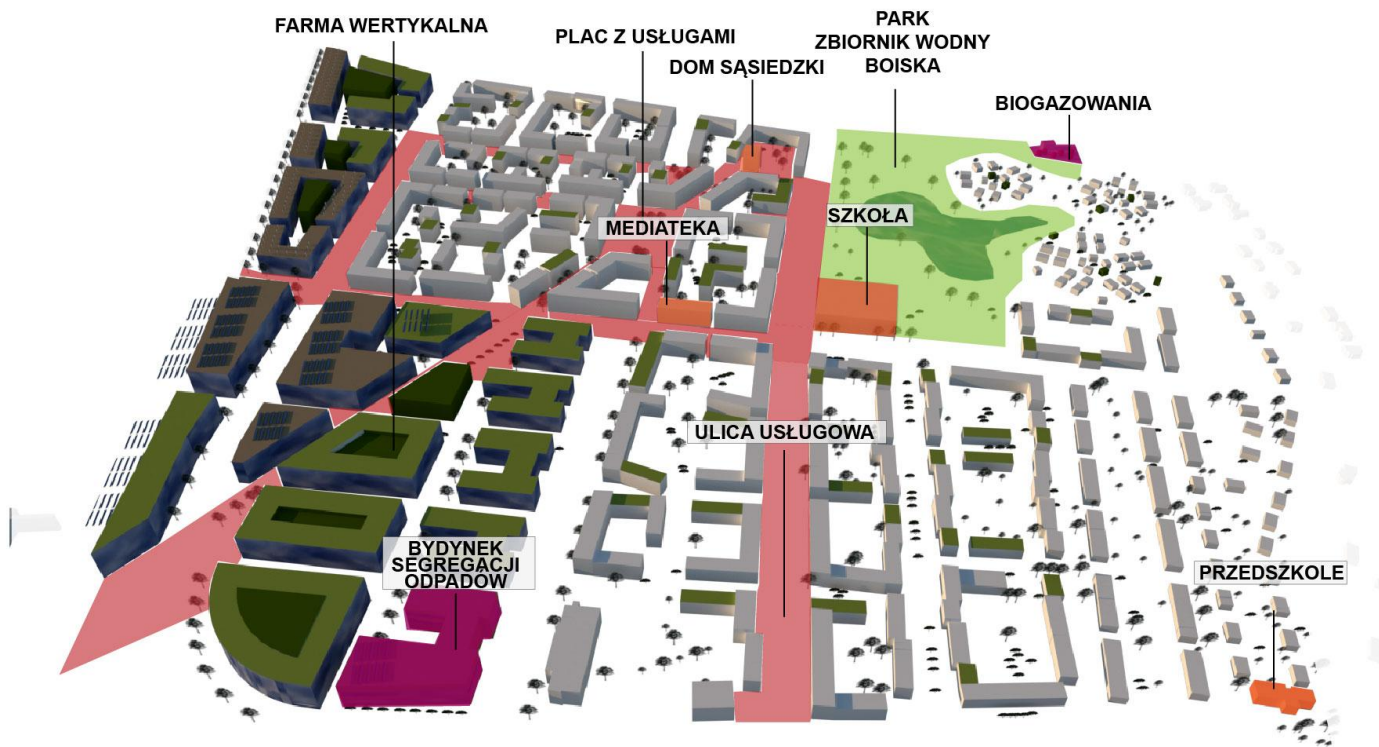 FARMA WERTYKALNA
PLAC Z USŁUGAMI
DOM SĄSIEDZKI
PARK
ZBIORNIK WODNY
BOISKA
BIOGAZOWANIA
MEDIATEKA
SZKOŁA
ULICA USŁUGOWA
BYDYNEK
SEGREGACJI
ODPADÓW
PRZEDSZKOLE